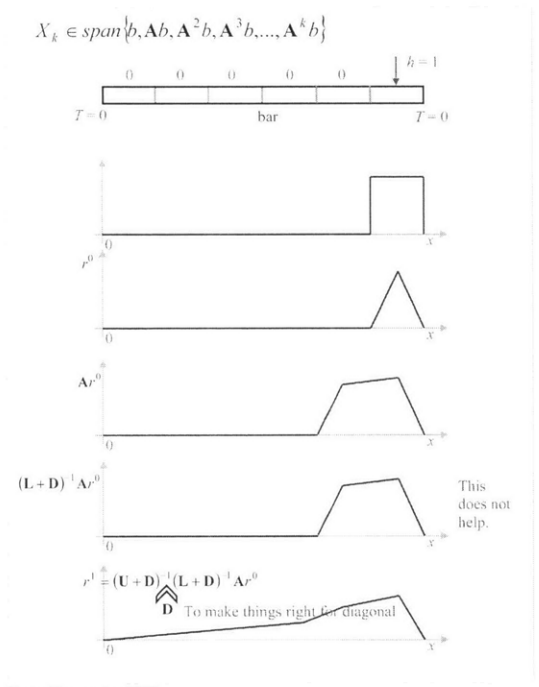 X_k ∈ span{b, Ab, A²b, A³b,..., A^k b}
0 0 0 0 0 h = 1
T = 0 bar T = 0
0 x
r⁰
0 x
Ar⁰
0 x
(L + D)⁻¹Ar⁰ This
does not
help.
0 x
r¹ = (U + D)⁻¹(L + D)⁻¹Ar⁰
D To make things right for diagonal
0 x